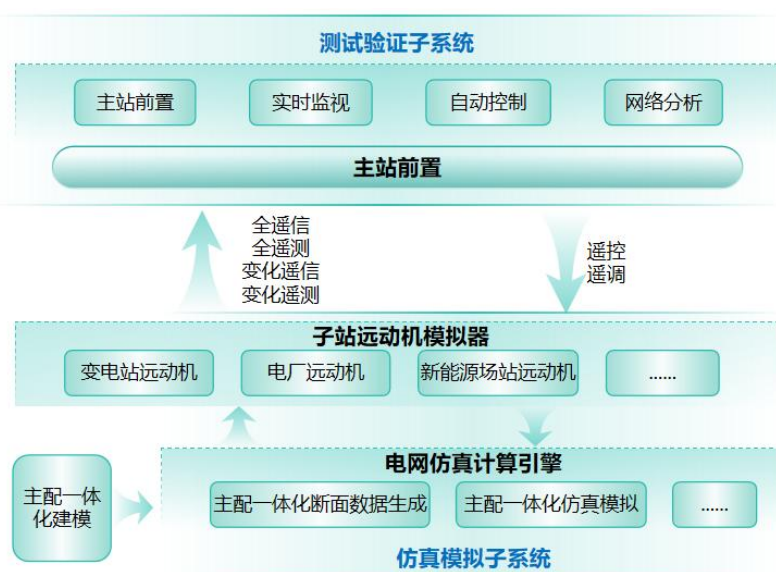 测试验证子系统
主站前置
实时监视
自动控制
网络分析
主站前置
全遥信
全遥测
变化遥信
变化遥测
遥控
遥调
子站远动机模拟器
变电站远动机
电厂远动机
新能源场站远动机
......
主配一体
化建模
电网仿真计算引擎
主配一体化断面数据生成
主配一体化仿真模拟
......
仿真模拟子系统